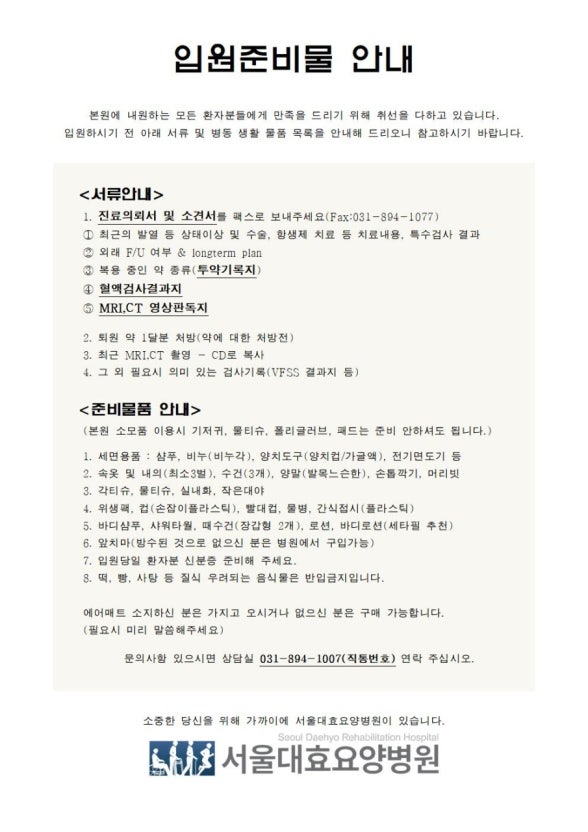 입원준비물 안내
본원에 내원하는 모든 환자분들에게 만족을 드리기 위해 취선을 다하고 있습니다.
입원하시기 전 아래 서류 및 병동 생활 물품 목록을 안내해 드리오니 참고하시기 바랍니다.
<서류안내>
1. 진료의뢰서 및 소견서를 팩스로 보내주세요(Fax:031-894-1077)
① 최근의 발열 등 상태이상 및 수술, 항생제 치료 등 치료내용, 특수검사 결과
② 외래 F/U 여부 & longterm plan
③ 복용 중인 약 종류(투약기록지)
④ 혈액검사결과지
⑤ MRI,CT 영상판독지
2. 퇴원 약 1달분 처방(약에 대한 처방전)
3. 최근 MRI,CT 촬영 - CD로 복사
4. 그 외 필요시 의미 있는 검사기록(VFSS 결과지 등)
<준비물품 안내>
(본원 소모품 이용시 기저귀, 물티슈, 폴리글러브, 패드는 준비 안하셔도 됩니다.)
1. 세면용품 : 샴푸, 비누(비누각), 양치도구(양치컵/가글액), 전기면도기 등
2. 속옷 및 내의(최소3벌), 수건(3개), 양말(발목느슨한), 손톱깍기, 머리빗
3. 각티슈, 물티슈, 실내화, 작은대야
4. 위생팩, 컵(손잡이플라스틱), 빨대컵, 물병, 간식접시(플라스틱)
5. 바디샴푸, 샤워타월, 때수건(장갑형 2개), 로션, 바디로션(세타필 추천)
6. 앞치마(방수된 것으로 없으신 분은 병원에서 구입가능)
7. 입원당일 환자분 신분증 준비해 주세요.
8. 떡, 빵, 사탕 등 질식 우려되는 음식물은 반입금지입니다.
에어매트 소지하신 분은 가지고 오시거나 없으신 분은 구매 가능합니다.
(필요시 미리 말씀해주세요)
문의사항 있으시면 상담실 031-894-1007(직통번호) 연락 주십시오.
소중한 당신을 위해 가까이에 서울대효요양병원이 있습니다.
Seoul Daehyo Rehabilitation Hospital
서울대효요양병원